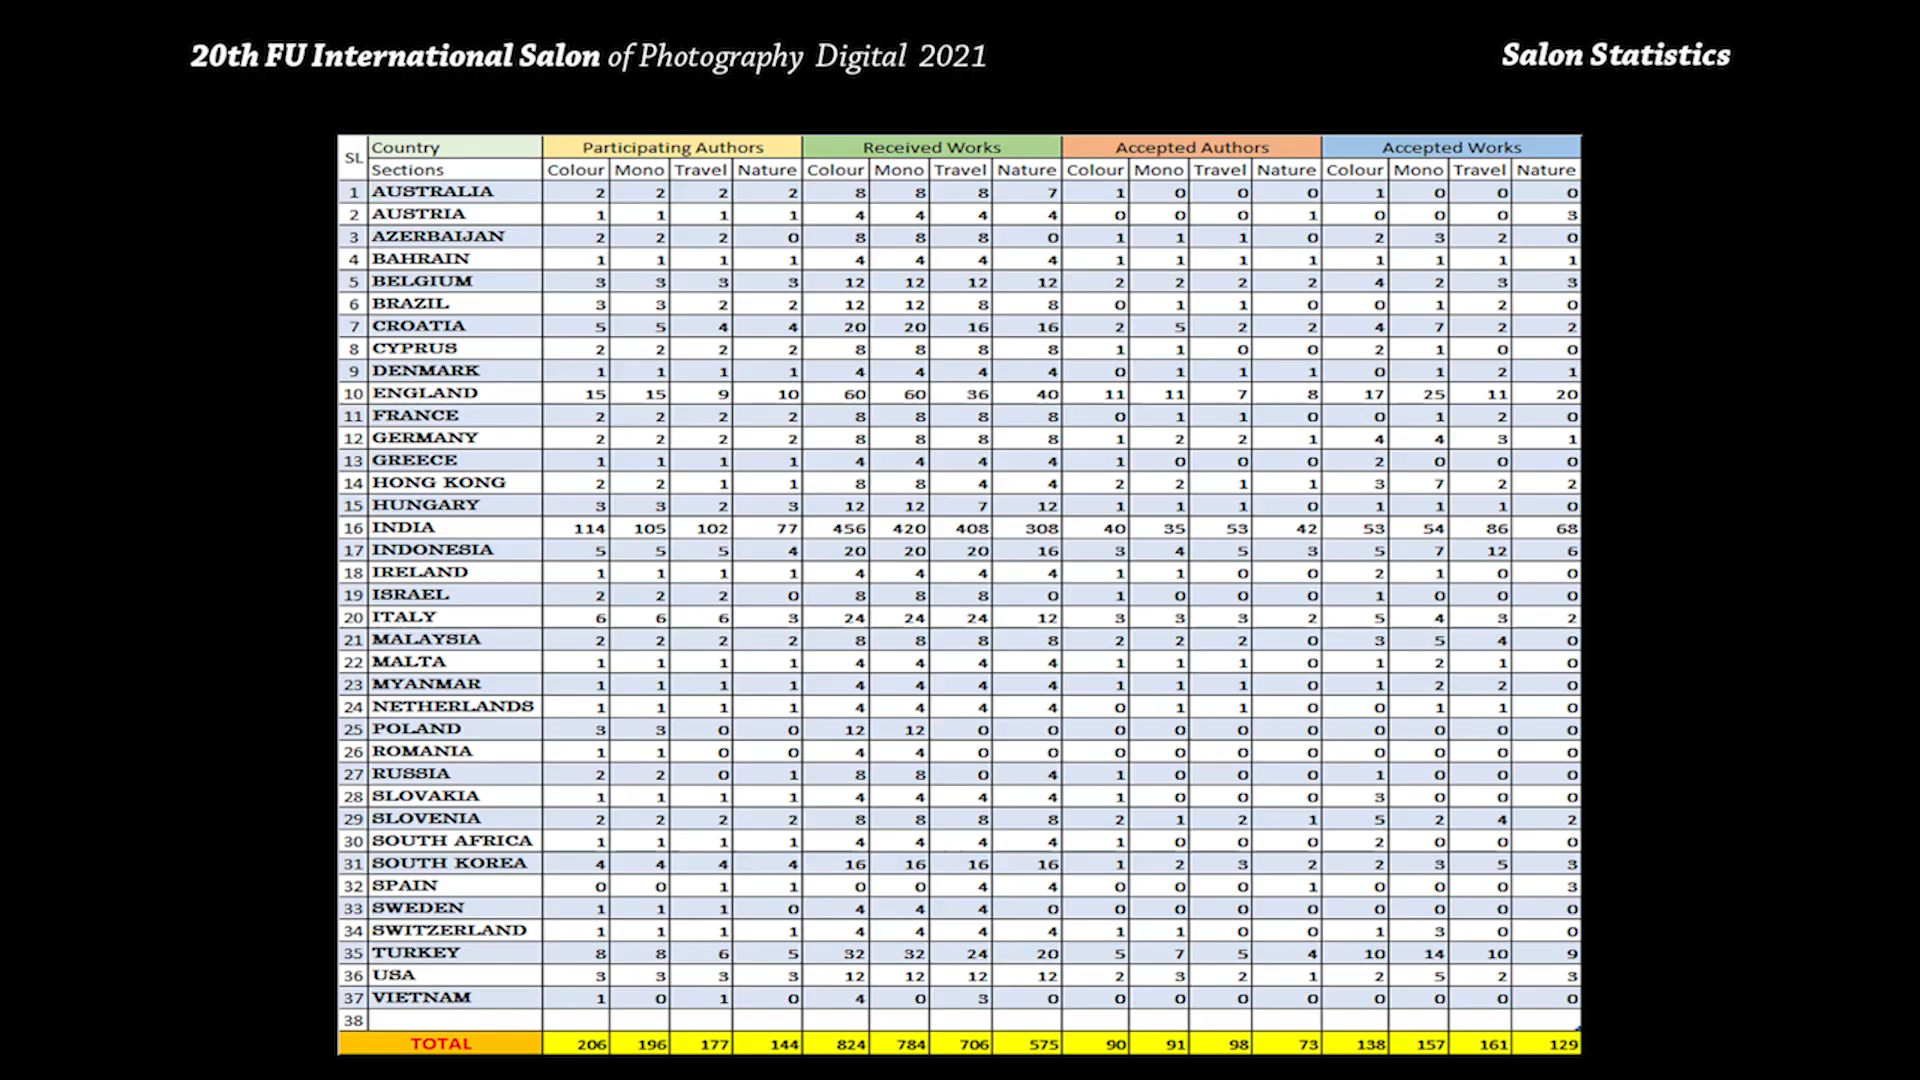 20th FU International Salon of Photography Digital 2021
Salon Statistics
SL Country Participating Authors Received Works Accepted Authors Accepted Works
Sections Colour Mono Travel Nature Colour Mono Travel Nature Colour Mono Travel Nature Colour Mono Travel Nature
1 AUSTRALIA 2 2 2 2 8 8 8 7 1 0 0 0 1 0 0 0
2 AUSTRIA 1 1 1 1 4 4 4 4 0 0 0 1 0 0 0 3
3 AZERBAIJAN 2 2 2 0 8 8 8 0 1 1 1 0 2 3 2 0
4 BAHRAIN 1 1 1 1 4 4 4 4 1 1 1 1 1 1 1 1
5 BELGIUM 3 3 3 3 12 12 12 12 2 2 2 2 4 2 3 3
6 BRAZIL 3 3 2 2 12 12 8 8 0 1 1 0 0 1 2 0
7 CROATIA 5 5 4 4 20 20 16 16 2 5 2 2 4 7 2 2
8 CYPRUS 2 2 2 2 8 8 8 8 1 1 0 0 2 1 0 0
9 DENMARK 1 1 1 1 4 4 4 4 0 1 1 1 0 1 2 1
10 ENGLAND 15 15 9 10 60 60 36 40 11 11 7 8 17 25 11 20
11 FRANCE 2 2 2 2 8 8 8 8 0 1 1 0 0 1 2 0
12 GERMANY 2 2 2 2 8 8 8 8 1 2 2 1 4 4 3 1
13 GREECE 1 1 1 1 4 4 4 4 1 0 0 0 2 0 0 0
14 HONG KONG 2 2 1 1 8 8 4 4 2 2 1 1 3 7 2 2
15 HUNGARY 3 3 2 3 12 12 7 12 1 1 1 0 1 1 1 0
16 INDIA 114 105 102 77 456 420 408 308 40 35 53 42 53 54 86 68
17 INDONESIA 5 5 5 4 20 20 20 16 3 4 5 3 5 7 12 6
18 IRELAND 1 1 1 1 4 4 4 4 1 1 0 0 2 1 0 0
19 ISRAEL 2 2 2 0 8 8 8 0 1 0 0 0 1 0 0 0
20 ITALY 6 6 6 3 24 24 24 12 3 3 3 2 5 4 3 2
21 MALAYSIA 2 2 2 2 8 8 8 8 2 2 2 0 3 5 4 0
22 MALTA 1 1 1 1 4 4 4 4 1 1 1 0 1 2 1 0
23 MYANMAR 1 1 1 1 4 4 4 4 1 1 1 0 1 2 2 0
24 NETHERLANDS 1 1 1 1 4 4 4 4 0 1 1 0 0 1 1 0
25 POLAND 3 3 0 0 12 12 0 0 0 0 0 0 0 0 0 0
26 ROMANIA 1 1 0 0 4 4 0 0 0 0 0 0 0 0 0 0
27 RUSSIA 2 2 0 1 8 8 0 4 1 0 0 0 1 0 0 0
28 SLOVAKIA 1 1 1 1 4 4 4 4 1 0 0 0 3 0 0 0
29 SLOVENIA 2 2 2 2 8 8 8 8 2 1 2 1 5 2 4 2
30 SOUTH AFRICA 1 1 1 1 4 4 4 4 1 0 0 0 2 0 0 0
31 SOUTH KOREA 4 4 4 4 16 16 16 16 1 2 3 2 2 3 5 3
32 SPAIN 0 0 1 1 0 0 4 4 0 0 0 1 0 0 0 3
33 SWEDEN 1 1 1 0 4 4 4 0 0 0 0 0 0 0 0 0
34 SWITZERLAND 1 1 1 1 4 4 4 4 1 1 0 0 1 3 0 0
35 TURKEY 8 8 6 5 32 32 24 20 5 7 5 4 10 14 10 9
36 USA 3 3 3 3 12 12 12 12 2 3 2 1 2 5 2 3
37 VIETNAM 1 0 1 0 4 0 3 0 0 0 0 0 0 0 0 0
38
TOTAL 206 196 177 144 824 784 706 575 90 91 98 73 138 157 161 129